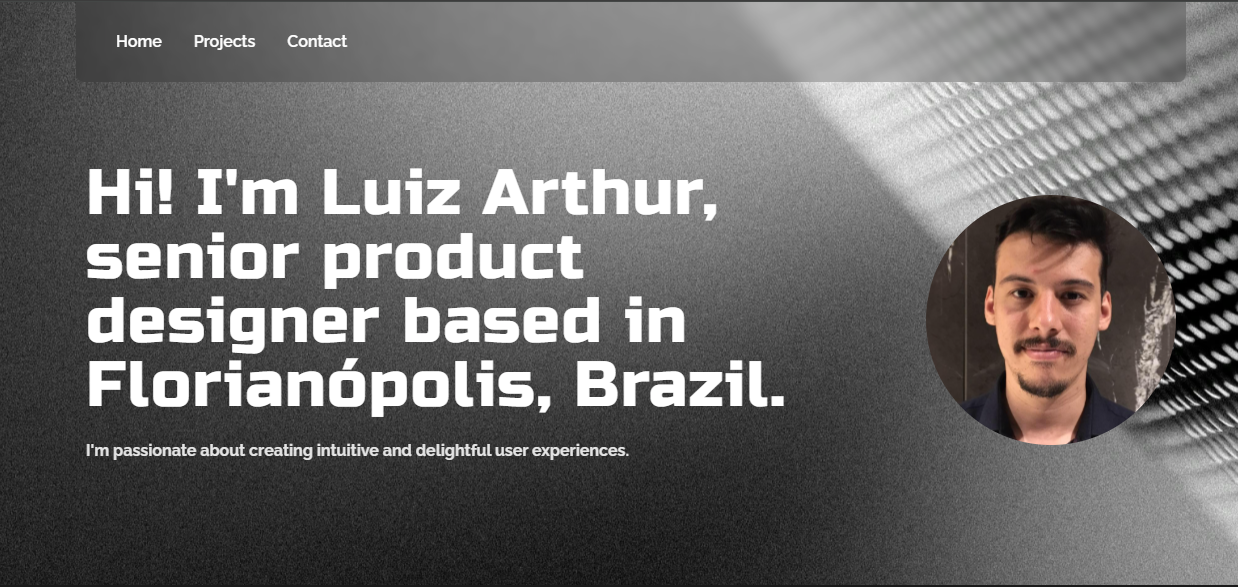 Home Projects Contact
Hi! I'm Luiz Arthur,
senior product
designer based in
Florianópolis, Brazil.
I'm passionate about creating intuitive and delightful user experiences.